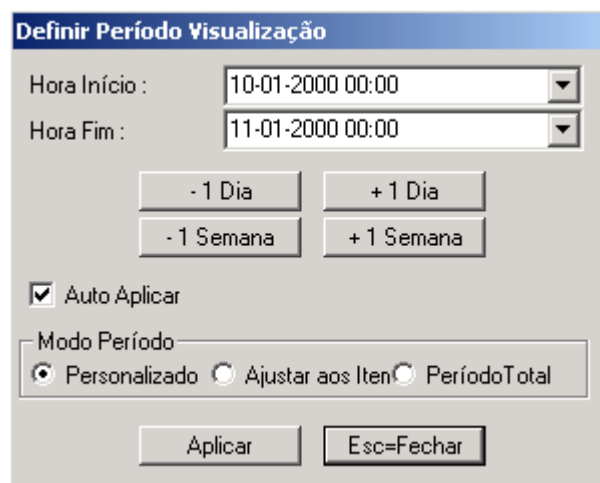 Definir Período Visualização
Hora Início : 10-01-2000 00:00
Hora Fim : 11-01-2000 00:00
- 1 Dia + 1 Dia
- 1 Semana + 1 Semana
Auto Aplicar
Modo Período
Personalizado Ajustar aos Iten PeríodoTotal
Aplicar Esc=Fechar